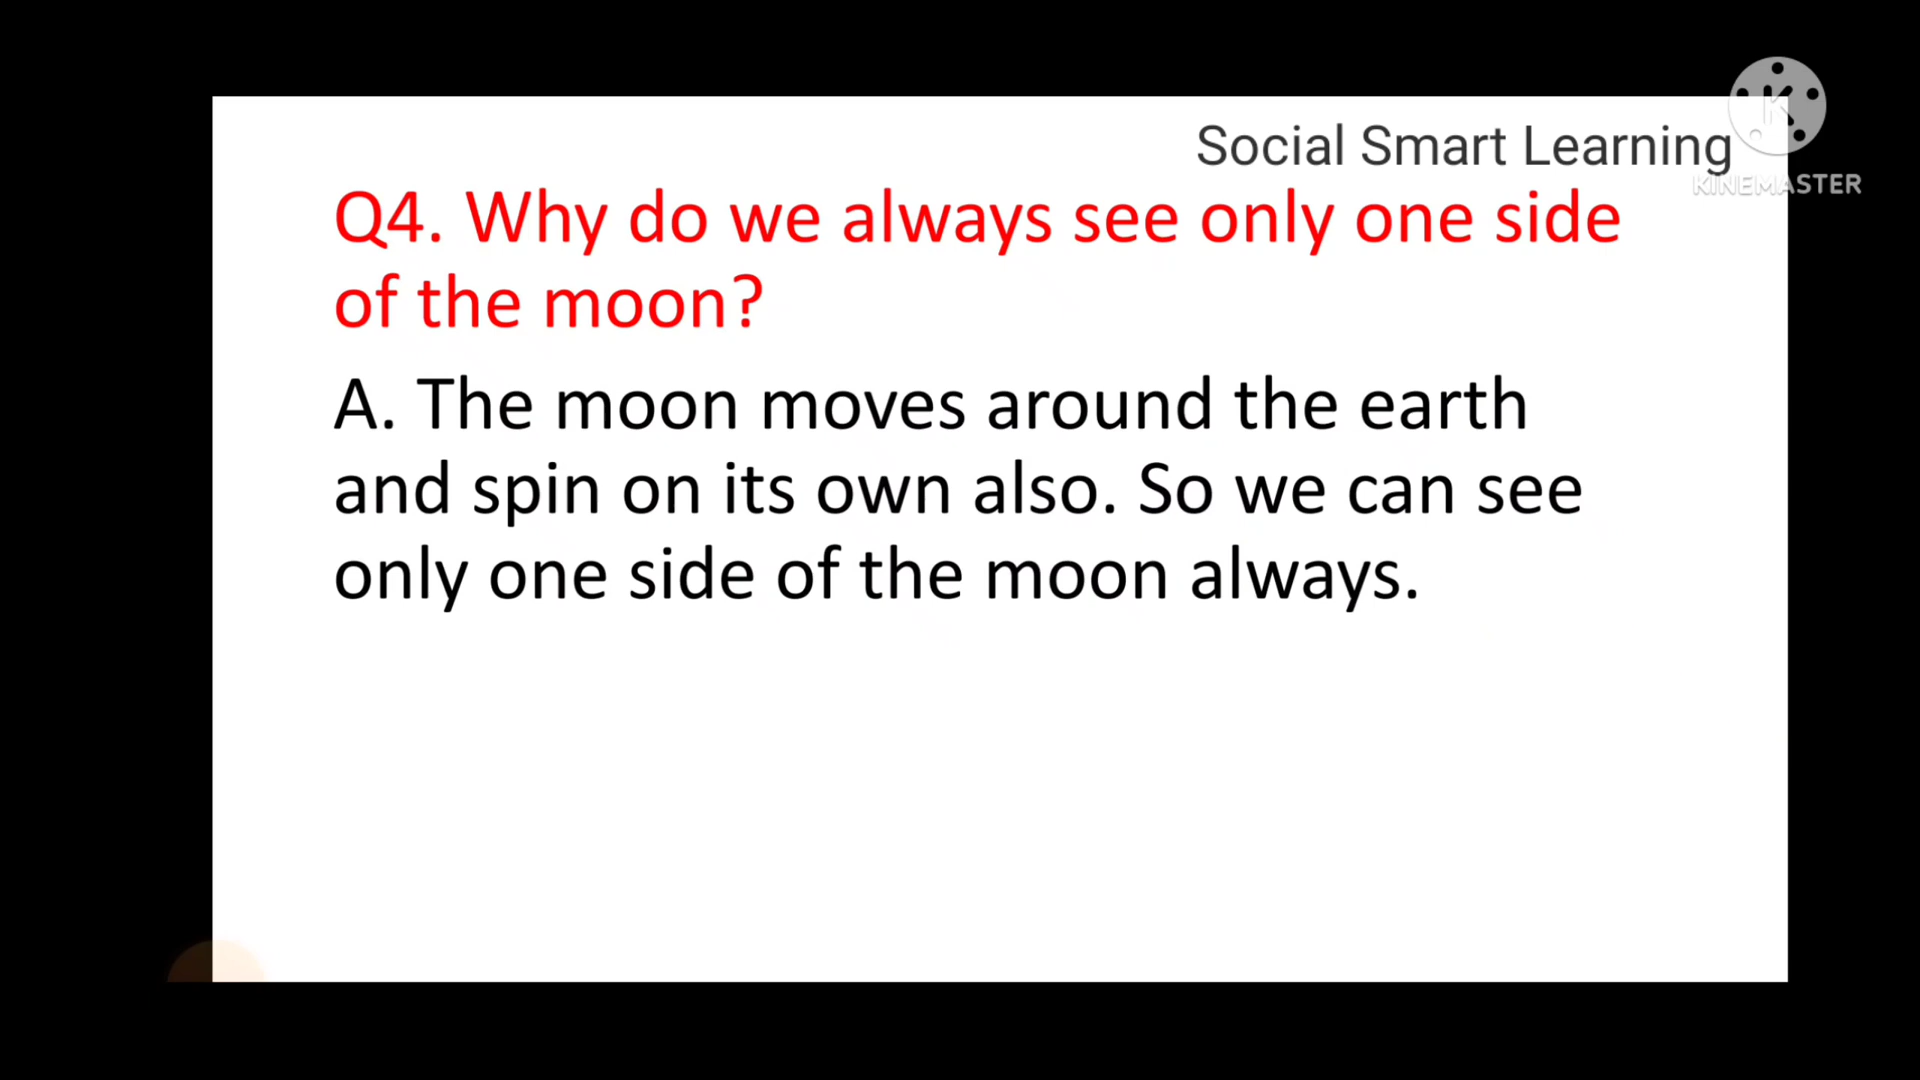 Social Smart Learning
KINEMASTER
Q4. Why do we always see only one side
of the moon?
A. The moon moves around the earth
and spin on its own also. So we can see
only one side of the moon always.